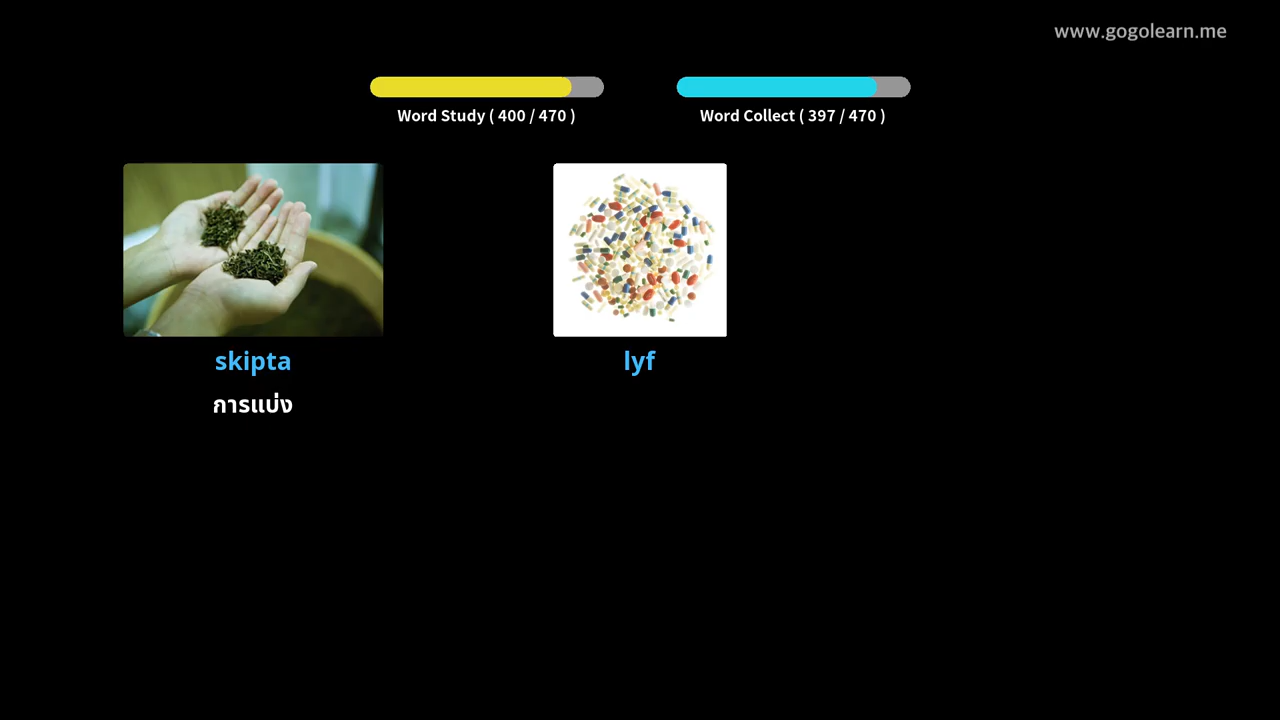 www.gogolearn.me
Word Study ( 400 / 470 )
Word Collect ( 397 / 470 )
skipta
lyf
การแบ่ง